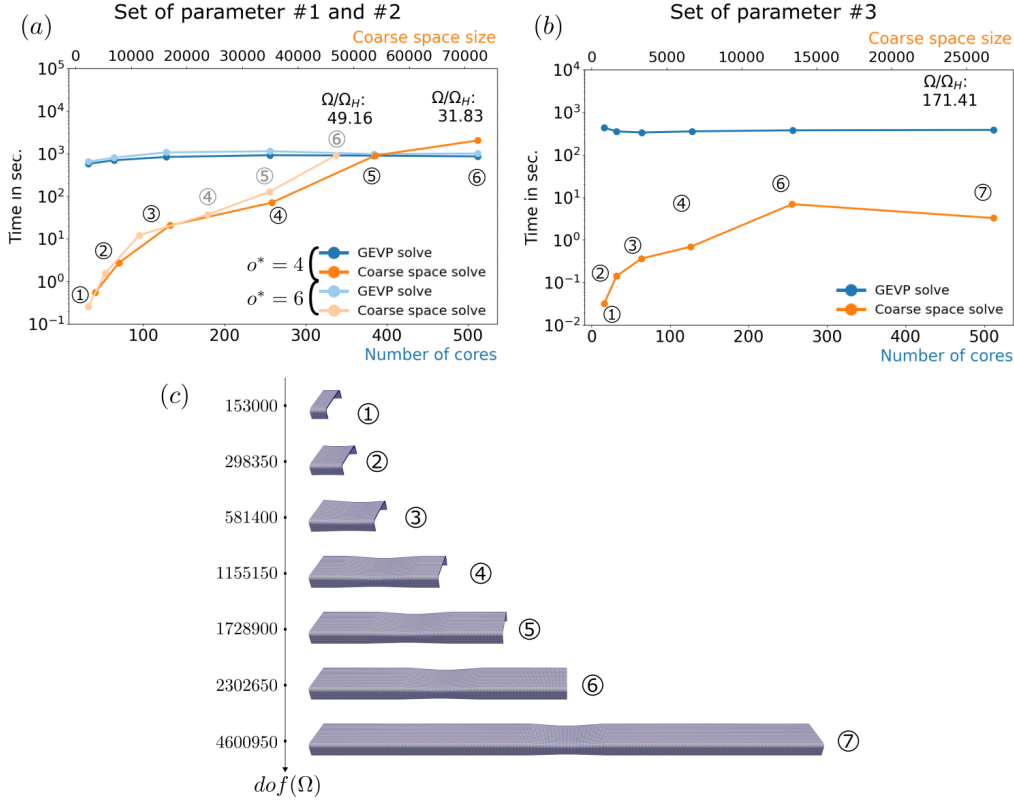 (a)
Set of parameter #1 and #2
Coarse space size
0 10000 20000 30000 40000 50000 60000 70000
10^5
10^4
10^3
10^2
10^1
10^0
10^{-1}
Time in sec.
Ω/Ω_H:
49.16
Ω/Ω_H:
31.83
⑥
⑤
④
③
②
①
④
⑤
⑥
o* = 4
GEVP solve
Coarse space solve
o* = 6
GEVP solve
Coarse space solve
100 200 300 400 500
Number of cores
(b)
Set of parameter #3
Coarse space size
0 5000 10000 15000 20000 25000
10^4
10^3
10^2
10^1
10^0
10^{-1}
10^{-2}
Time in sec.
Ω/Ω_H:
171.41
⑥
⑦
④
③
②
①
GEVP solve
Coarse space solve
0 100 200 300 400 500
Number of cores
(c)
153000 ①
298350 ②
581400 ③
1155150 ④
1728900 ⑤
2302650 ⑥
4600950 ⑦
dof(Ω)